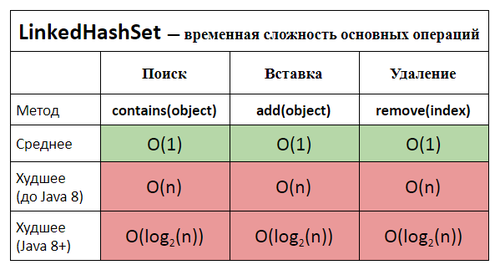 LinkedHashSet — временная сложность основных операций
Поиск Вставка Удаление
Метод contains(object) add(object) remove(index)
Среднее O(1) O(1) O(1)
Худшее
(до Java 8) O(n) O(n) O(n)
Худшее
(Java 8+) O(log₂(n)) O(log₂(n)) O(log₂(n))